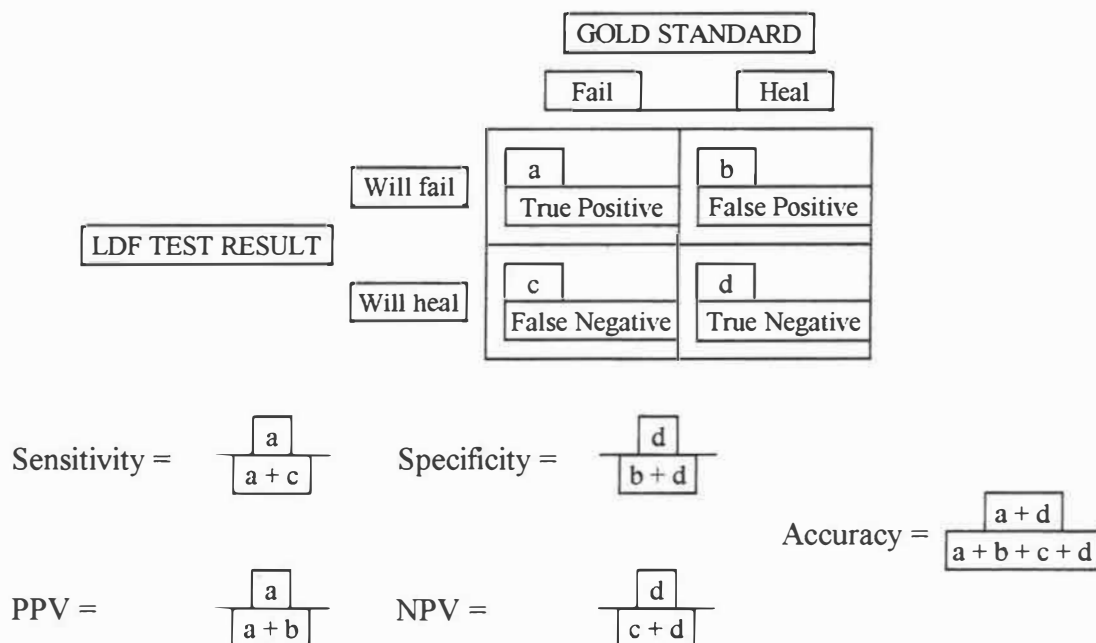 GOLD STANDARD
Fail Heal
a b
Will fail
True Positive False Positive
LDF TEST RESULT
c d
Will heal
False Negative True Negative
a d
Sensitivity = Specificity =
a + c b + d
a + d
Accuracy =
a + b + c + d
a d
PPV = NPV =
a + b c + d